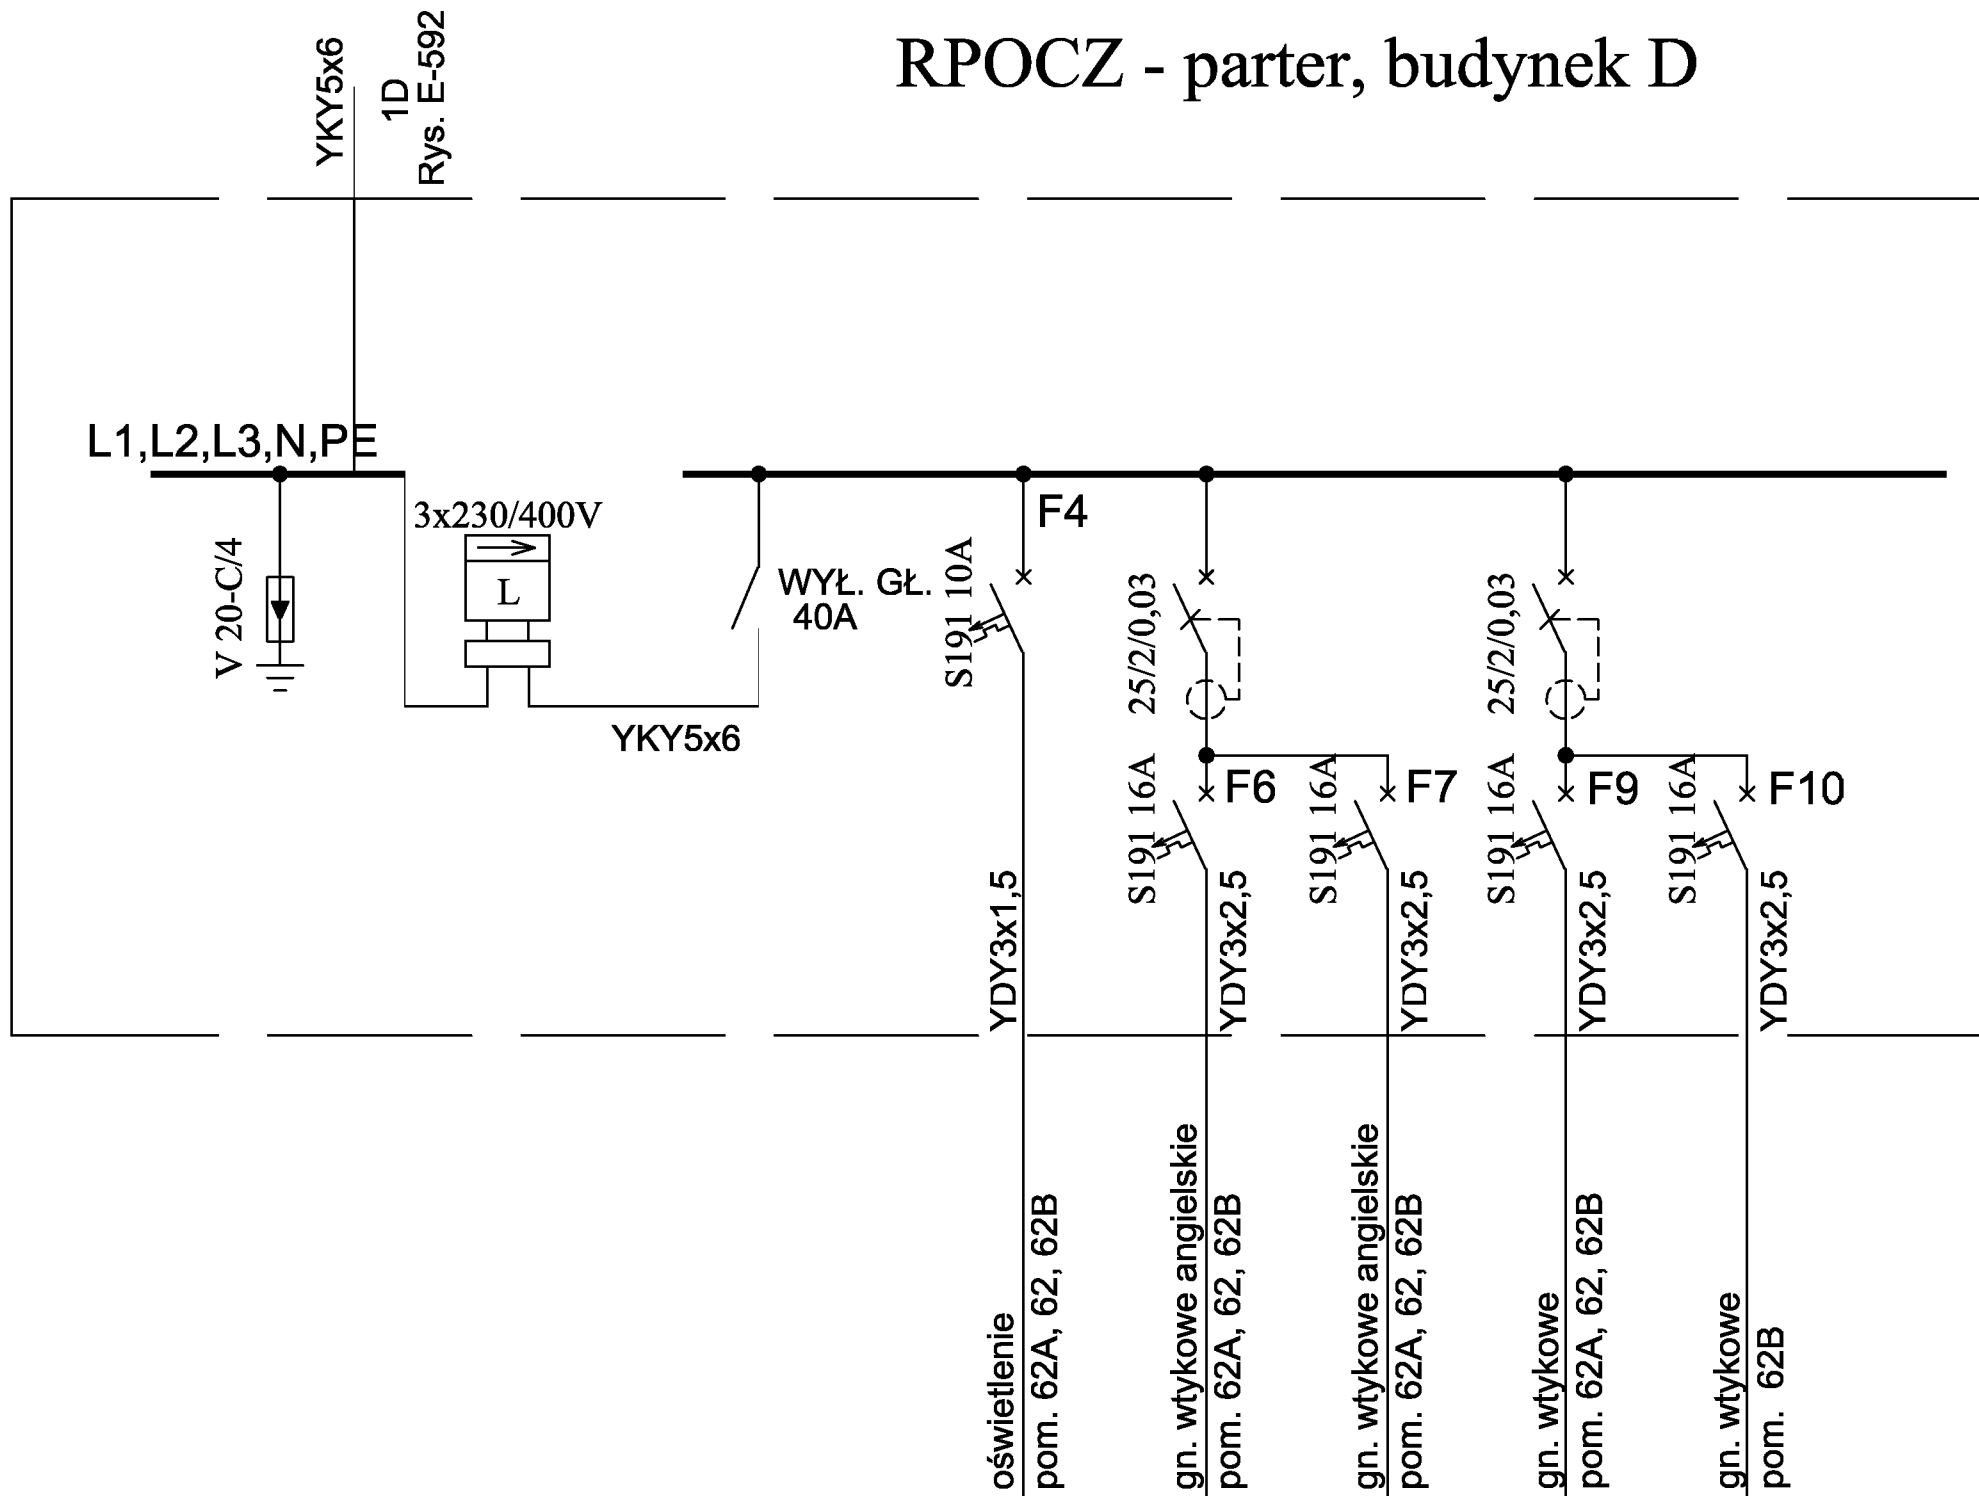 RPOCZ - parter, budynek D
YKY5x6
1D
Rys. E-592
L1,L2,L3,N,PE
V 20-C/4
3x230/400V
L
YKY5x6
WYŁ. GŁ.
40A
F4
S191 10A
YDY3x1,5
oświetlenie
pom. 62A, 62, 62B
25/2/0,03
F6
S191 16A
YDY3x2,5
gn. wtykowe angielskie
pom. 62A, 62, 62B
F7
S191 16A
YDY3x2,5
gn. wtykowe angielskie
pom. 62A, 62, 62B
25/2/0,03
F9
S191 16A
YDY3x2,5
gn. wtykowe
pom. 62A, 62, 62B
F10
S191 16A
YDY3x2,5
gn. wtykowe
pom. 62B